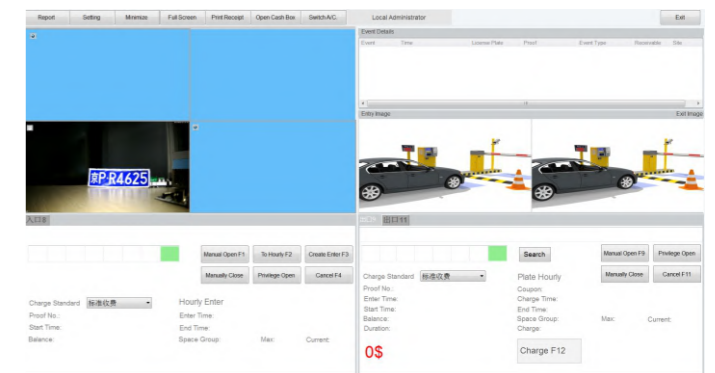 Report Setting Minimize Full Screen Print Receipt Open Cash Box Switch A/C. Local Administrator Exit
Event Details
Event Time License Plate Proof Event Type Receivable Site
Entry Image Exit Image
京P·R4625
入口8
Manual Open F1 To Hourly F2 Create Enter F3
Manually Close Privilege Open Cancel F4
Charge Standard 标准收费 Hourly Enter
Proof No.: Enter Time:
Start Time: End Time:
Balance: Space Group: Max: Current:
出口11
Search Manual Open F9 Privilege Open
Manually Close Cancel F11
Charge Standard 标准收费 Plate Hourly
Proof No.: Coupon:
Enter Time: Charge Time:
Start Time: End Time:
Balance: Space Group: Max: Current:
Duration: Charge:
0$ Charge F12